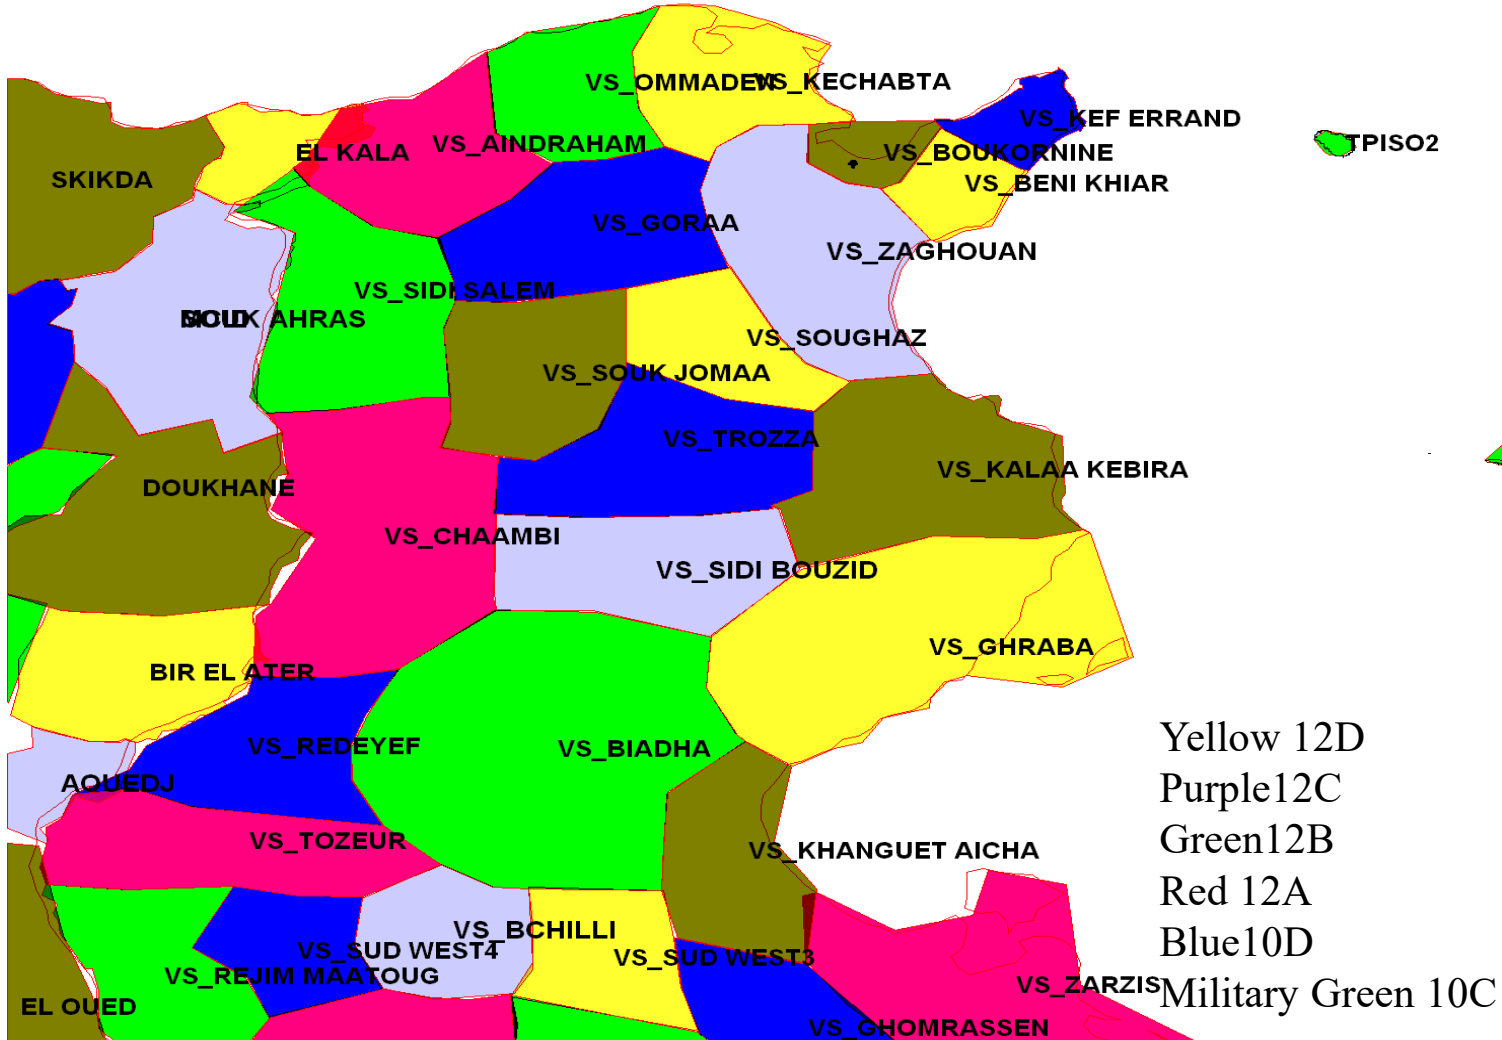 VS_OMMADEN
VS_KECHABTA
VS_KEF ERRAND
VS_AINDRAHAM
EL KALA
VS_BOUKORNINE
TPISO2
SKIKDA
VS_BENI KHIAR
VS_GORAA
VS_ZAGHOUAN
VS_SIDI SALEM
SOUK AHRAS
VS_SOUGHAZ
VS_SOUK JOMAA
VS_TROZZA
VS_KALAA KEBIRA
DOUKHANE
VS_CHAAMBI
VS_SIDI BOUZID
VS_GHRABA
BIR EL ATER
VS_REDEYEF
VS_BIADHA
AOUEDJ
VS_TOZEUR
VS_KHANGUET AICHA
VS_BCHILLI
VS_SUD WEST4
VS_SUD WEST3
VS_REJIM MAATOUG
VS_ZARZIS
EL OUED
VS_GHOMRASSEN
Yellow 12D
Purple12C
Green12B
Red 12A
Blue10D
Military Green 10C